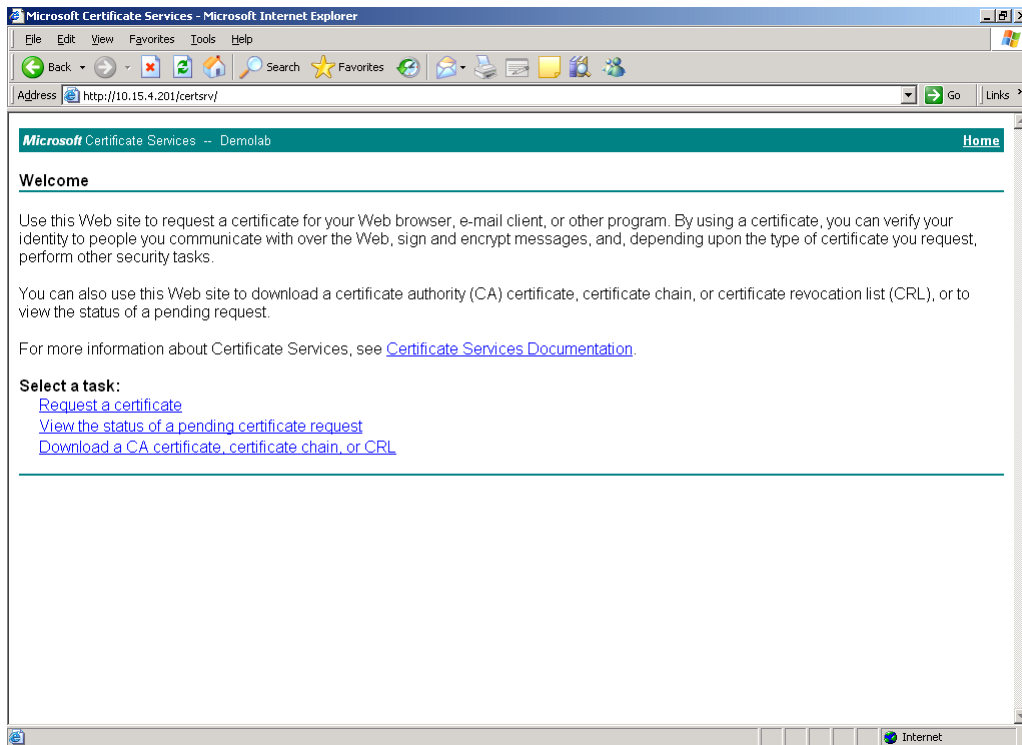 Microsoft Certificate Services - Microsoft Internet Explorer
File Edit View Favorites Tools Help
Back Search Favorites
Address http://10.15.4.201/certsrv/ Go Links
Microsoft Certificate Services -- Demolab Home
Welcome
Use this Web site to request a certificate for your Web browser, e-mail client, or other program. By using a certificate, you can verify your
identity to people you communicate with over the Web, sign and encrypt messages, and, depending upon the type of certificate you request,
perform other security tasks.
You can also use this Web site to download a certificate authority (CA) certificate, certificate chain, or certificate revocation list (CRL), or to
view the status of a pending request.
For more information about Certificate Services, see Certificate Services Documentation.
Select a task:
Request a certificate
View the status of a pending certificate request
Download a CA certificate, certificate chain, or CRL
Internet